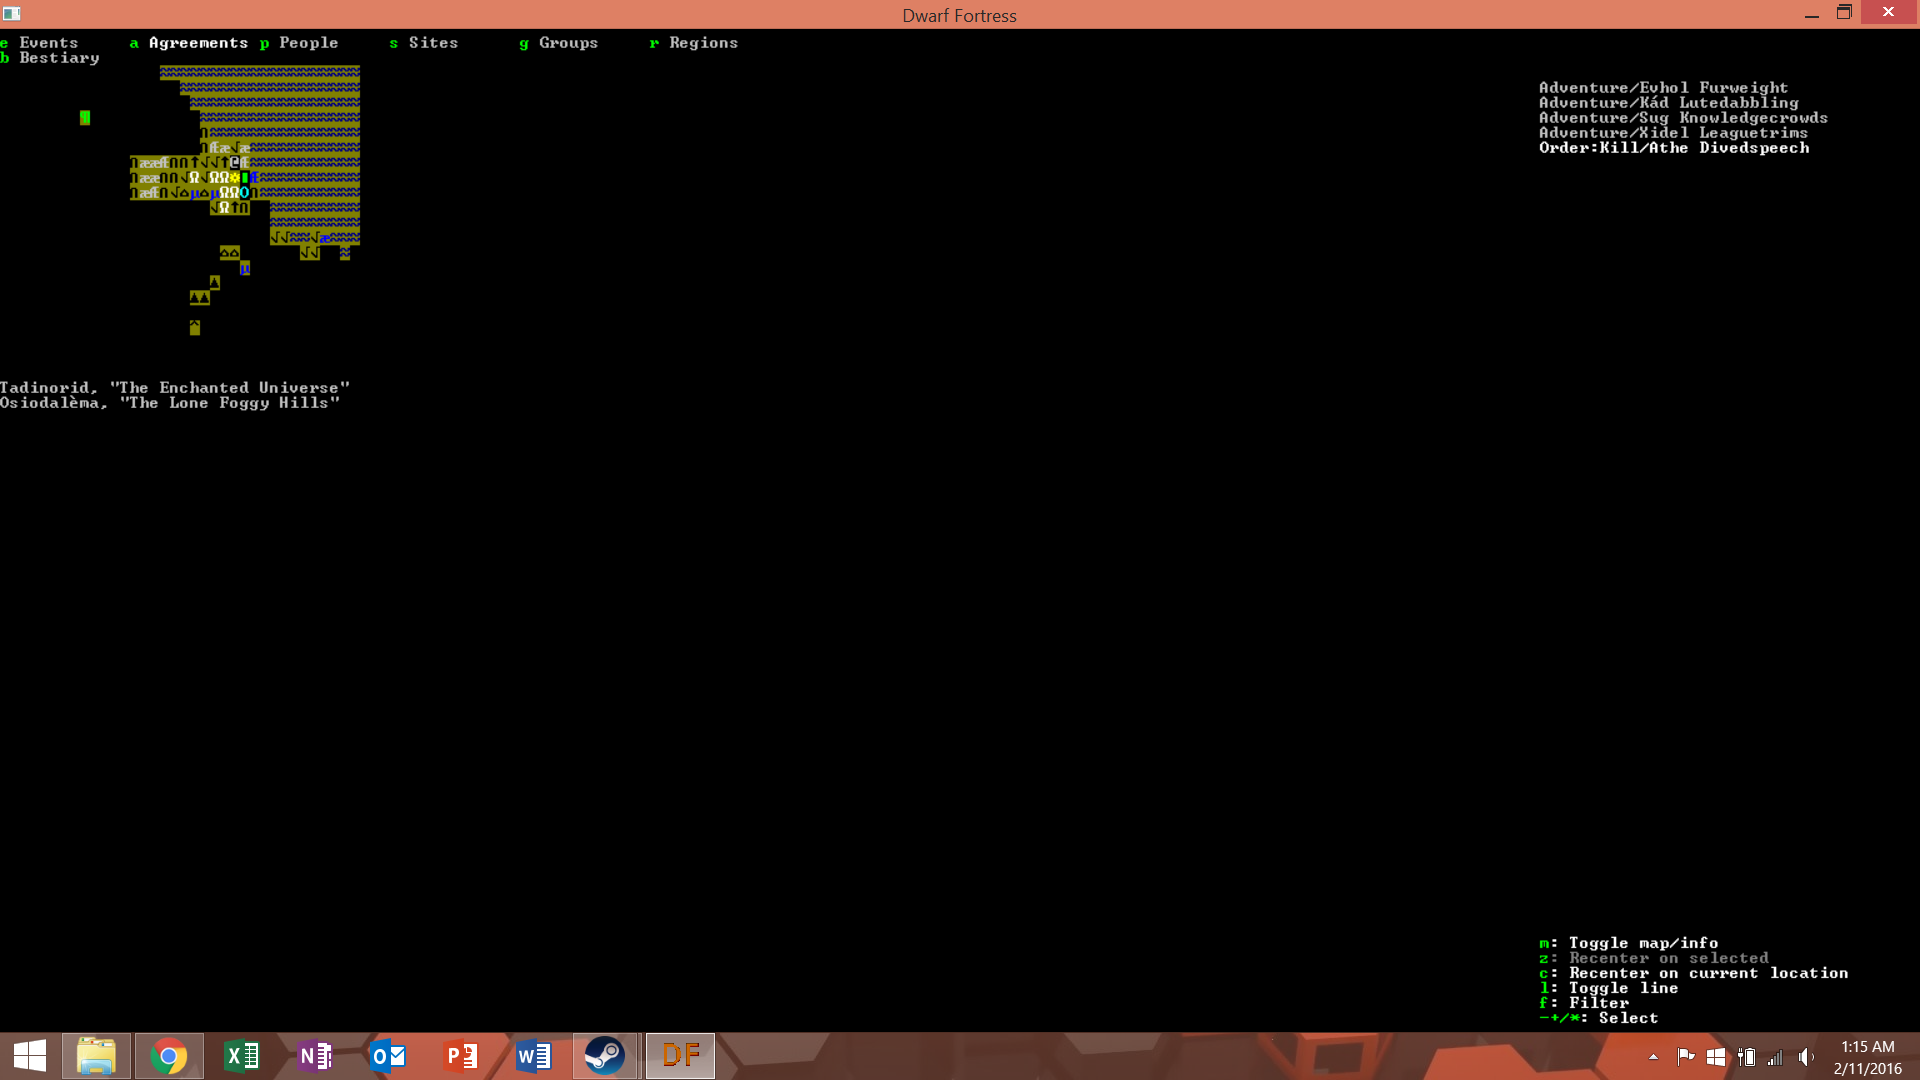 Dwarf Fortress
e Events a Agreements p People s Sites g Groups r Regions
b Bestiary
Adventure/Evhol Furweight
Adventure/Kád Lutedabbling
Adventure/Sug Knowledgecrowds
Adventure/Xidel Leaguetrims
Order:Kill/Athe Divedspeech
Tadinorid, "The Enchanted Universe"
Osiodalèma, "The Lone Foggy Hills"
m: Toggle map/info
z: Recenter on selected
c: Recenter on current location
l: Toggle line
f: Filter
-+/*: Select
DF
1:15 AM
2/11/2016